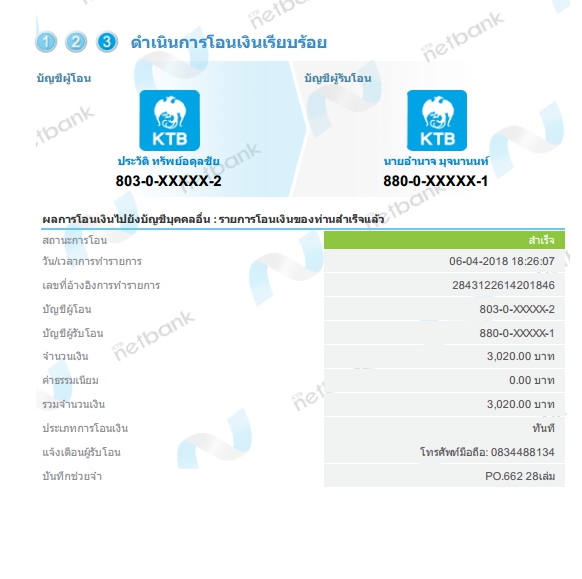 1 2 3 ดำเนินการโอนเงินเรียบร้อย
บัญชีผู้โอน บัญชีผู้รับโอน
KTB KTB
ประวัติ ทรัพย์อดุลชัย นายอำนาจ มุจนานนท์
803-0-XXXXX-2 880-0-XXXXX-1
ผลการโอนเงินไปยังบัญชีบุคคลอื่น : รายการโอนเงินของท่านสำเร็จแล้ว
สถานะการโอน สำเร็จ
วัน/เวลาการทำรายการ 06-04-2018 18:26:07
เลขที่อ้างอิงการทำรายการ 2843122614201846
บัญชีผู้โอน 803-0-XXXXX-2
บัญชีผู้รับโอน 880-0-XXXXX-1
จำนวนเงิน 3,020.00 บาท
ค่าธรรมเนียม 0.00 บาท
รวมจำนวนเงิน 3,020.00 บาท
ประเภทการโอนเงิน ทันที
แจ้งเตือนผู้รับโอน โทรศัพท์มือถือ: 0834488134
บันทึกช่วยจำ PO.662 28เล่ม